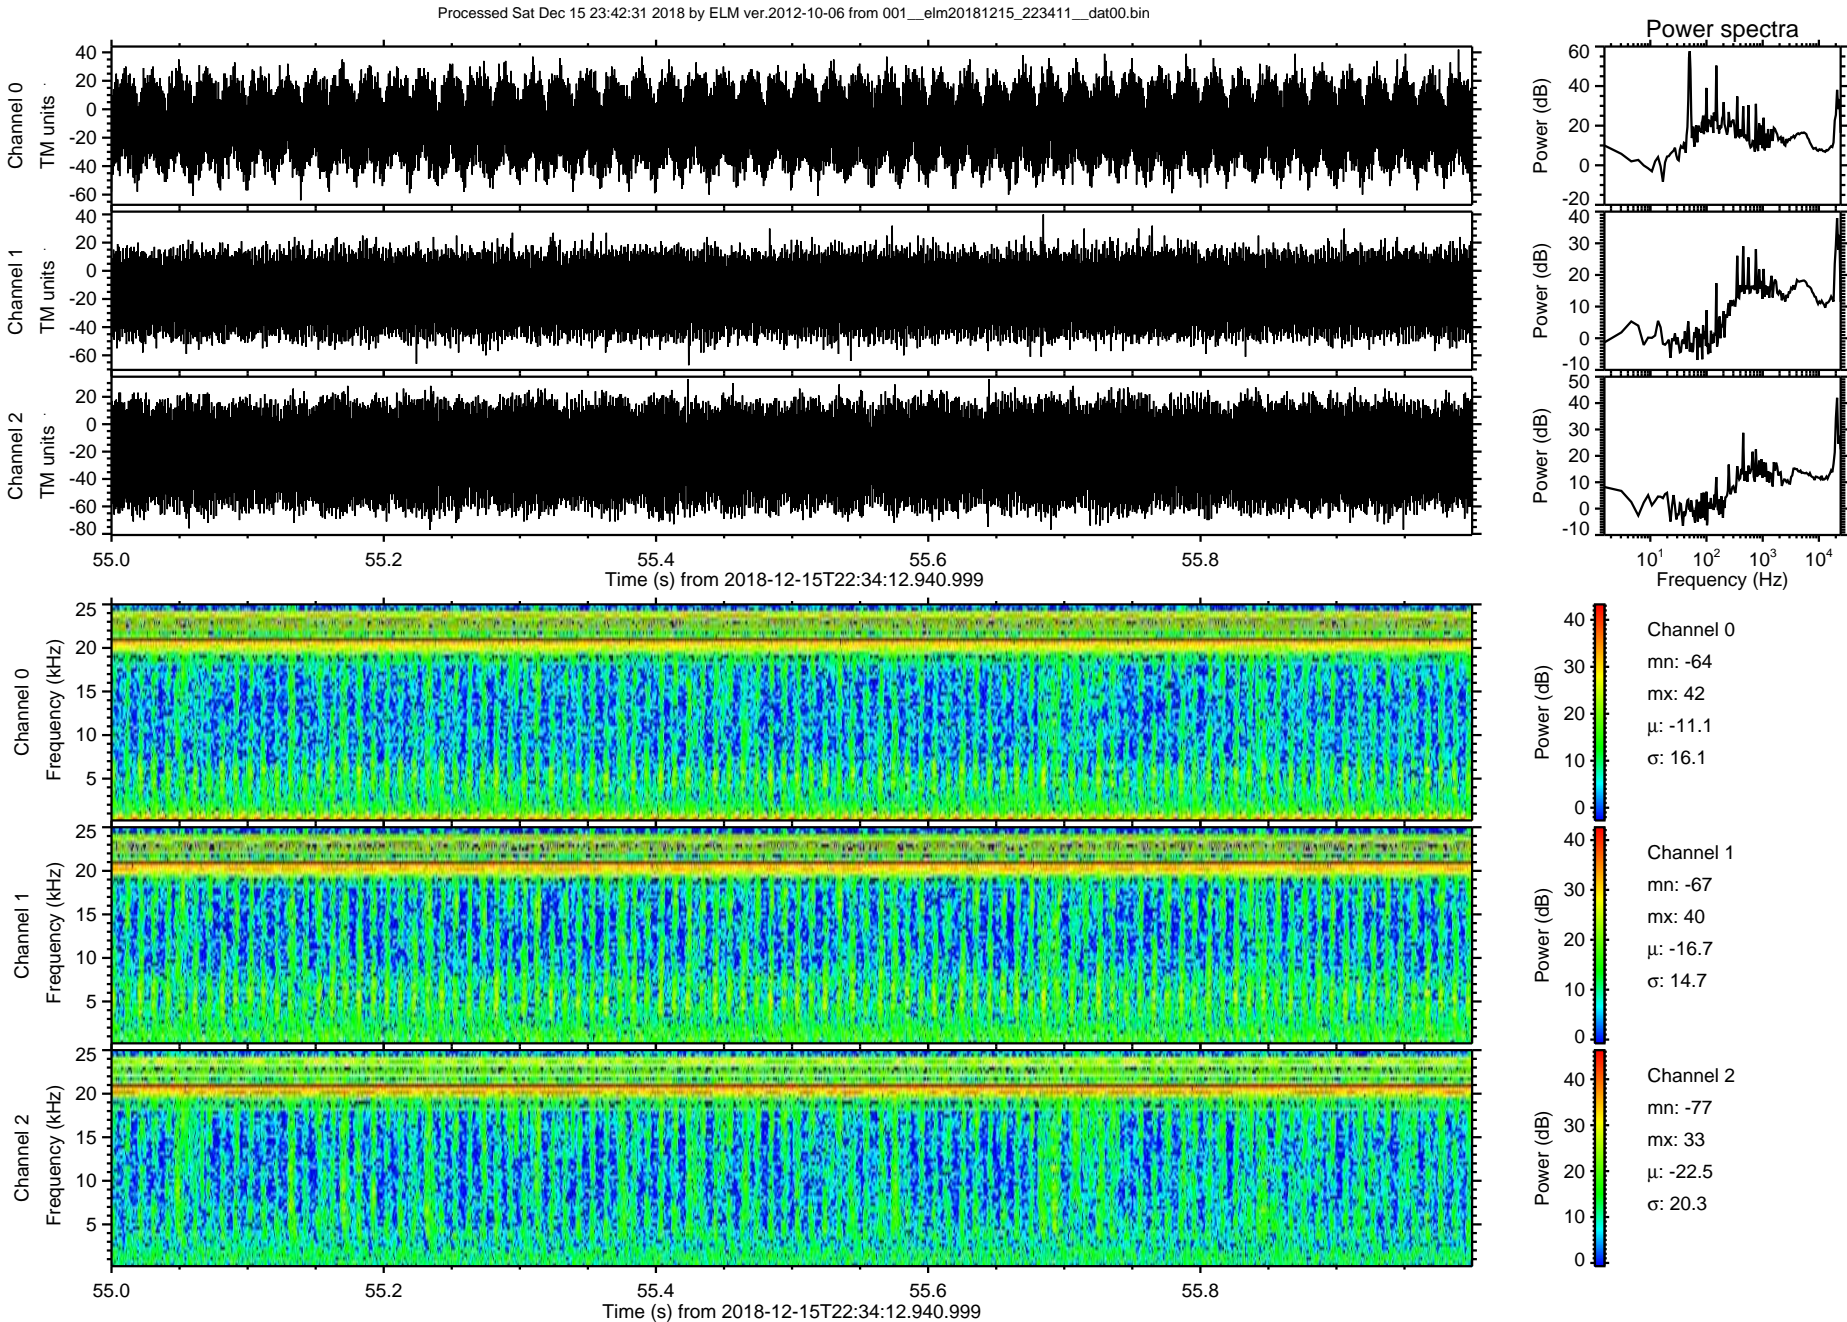 Processed Sat Dec 15 23:42:31 2018 by ELM ver.2012-10-06 from 001__elm20181215_223411__dat00.bin
Power spectra
Channel 0
TM units
40
20
0
-20
-40
-60
Power (dB)
60
40
20
0
-20
Channel 1
TM units
40
20
0
-20
-40
-60
Power (dB)
40
30
20
10
0
-10
Channel 2
TM units
20
0
-20
-40
-60
-80
Power (dB)
50
40
30
20
10
0
-10
55.0 55.2 55.4 55.6 55.8
Time (s) from 2018-12-15T22:34:12.940.999
10¹ 10² 10³ 10⁴
Frequency (Hz)
Channel 0
Frequency (kHz)
25
20
15
10
5
Power (dB)
40
30
20
10
0
Channel 0
mn: -64
mx: 42
μ: -11.1
σ: 16.1
Channel 1
Frequency (kHz)
25
20
15
10
5
Power (dB)
40
30
20
10
0
Channel 1
mn: -67
mx: 40
μ: -16.7
σ: 14.7
Channel 2
Frequency (kHz)
25
20
15
10
5
Power (dB)
40
30
20
10
0
Channel 2
mn: -77
mx: 33
μ: -22.5
σ: 20.3
55.0 55.2 55.4 55.6 55.8
Time (s) from 2018-12-15T22:34:12.940.999